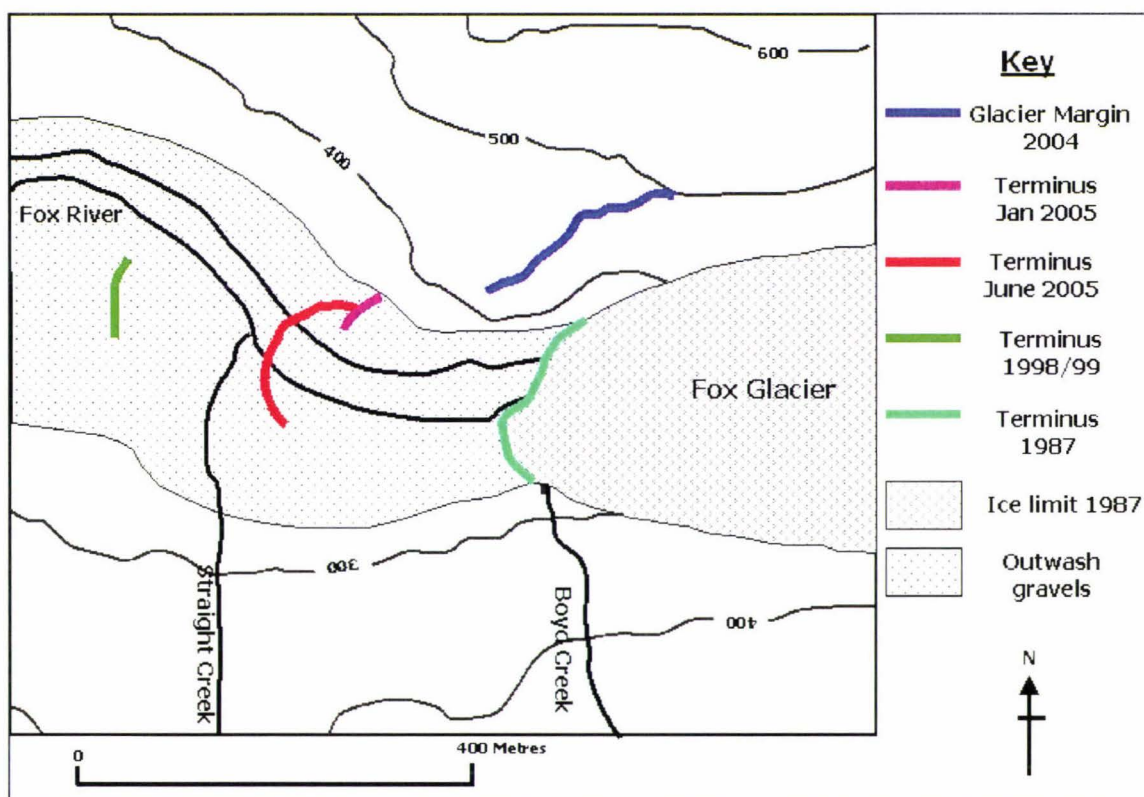 600
500
400
Fox River
Fox Glacier
300
400
Straight Creek
Boyd Creek
0
400 Metres
Key
Glacier Margin
2004
Terminus
Jan 2005
Terminus
June 2005
Terminus
1998/99
Terminus
1987
Ice limit 1987
Outwash
gravels
N